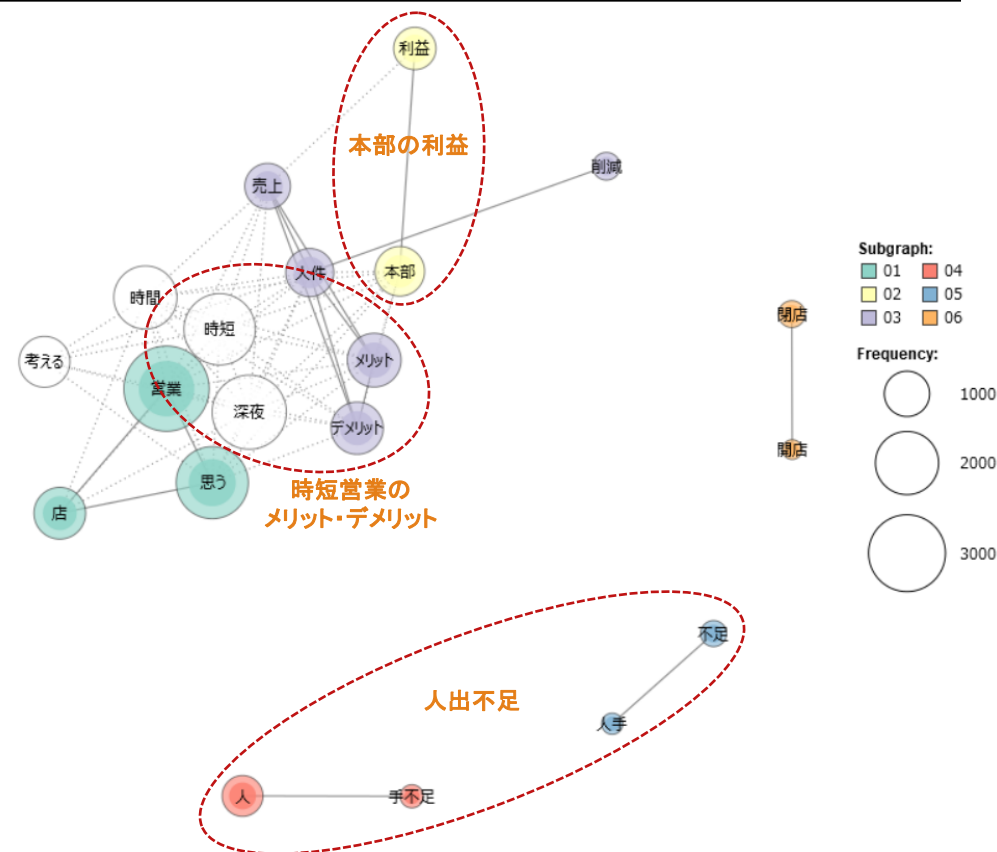 利益
本部の利益
削減
売上
人件
本部
時間
時短
考える
メリット
営業
深夜
デメリット
思う
店
時短営業の
メリット・デメリット
閉店
開店
Subgraph:
01 04
02 05
03 06
Frequency:
1000
2000
3000
不足
人出不足
人手
人
手不足